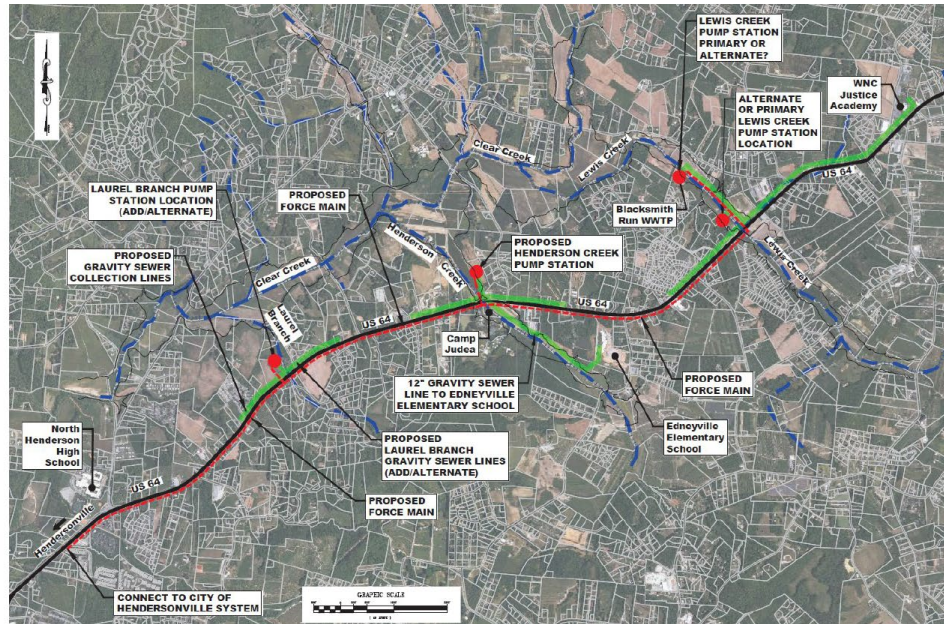 LEWIS CREEK
PUMP STATION
PRIMARY OR
ALTERNATE?
WNC
Justice
Academy
ALTERNATE
OR PRIMARY
LEWIS CREEK
PUMP STATION
LOCATION
Clear Creek
Lewis Creek
US 64
LAUREL BRANCH PUMP
STATION LOCATION
(ADD/ALTERNATE)
PROPOSED
FORCE MAIN
Blacksmith
Run WWTP
PROPOSED
GRAVITY SEWER
COLLECTION LINES
Clear Creek
Henderson
Creek
PROPOSED
HENDERSON CREEK
PUMP STATION
Lewis Creek
Laurel
Branch
US 64
US 64
Camp
Judea
12" GRAVITY SEWER
LINE TO EDNEYVILLE
ELEMENTARY SCHOOL
PROPOSED
FORCE MAIN
North
Henderson
High
School
PROPOSED
LAUREL BRANCH
GRAVITY SEWER LINES
(ADD/ALTERNATE)
Edneyville
Elementary
School
US 64
PROPOSED
FORCE MAIN
Hendersonville
CONNECT TO CITY OF
HENDERSONVILLE SYSTEM
GRAPHIC SCALE